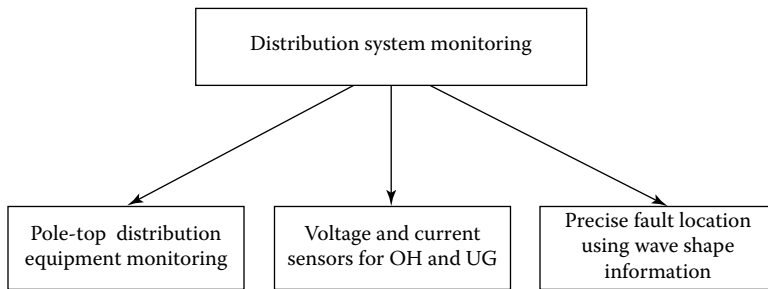 Distribution system monitoring
Pole-top distribution
equipment monitoring
Voltage and current
sensors for OH and UG
Precise fault location
using wave shape
information